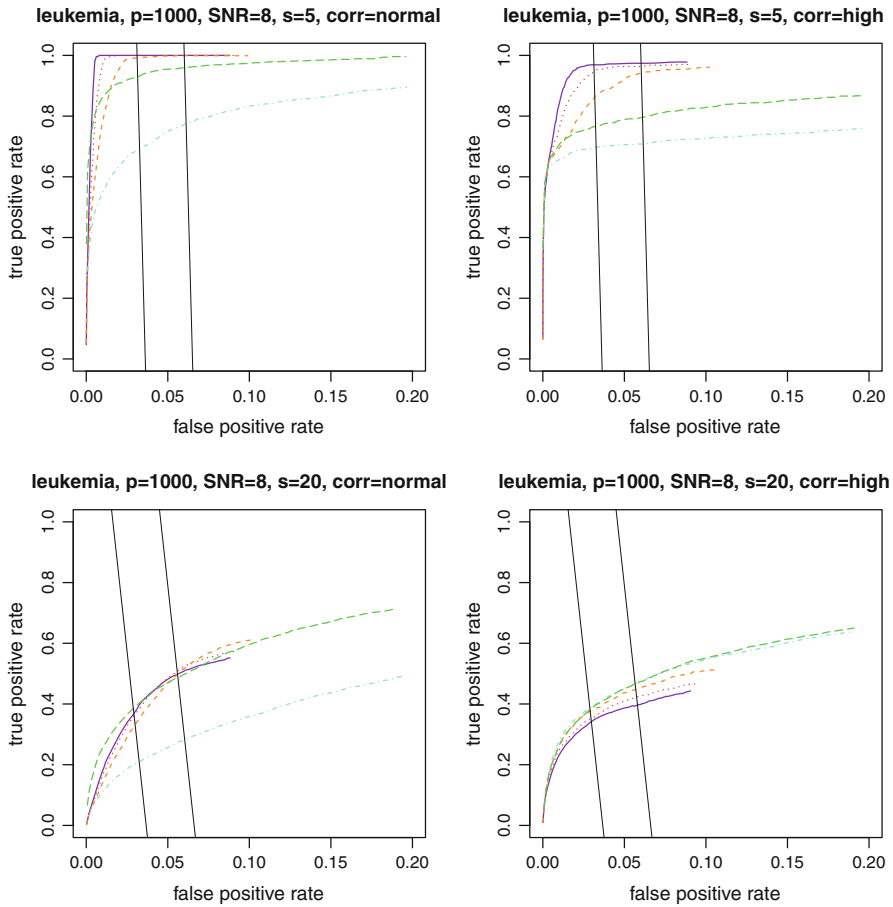 leukemia, p=1000, SNR=8, s=5, corr=normal
true positive rate
0.0 0.2 0.4 0.6 0.8 1.0
0.00 0.05 0.10 0.15 0.20
false positive rate
leukemia, p=1000, SNR=8, s=5, corr=high
true positive rate
0.0 0.2 0.4 0.6 0.8 1.0
0.00 0.05 0.10 0.15 0.20
false positive rate
leukemia, p=1000, SNR=8, s=20, corr=normal
true positive rate
0.0 0.2 0.4 0.6 0.8 1.0
0.00 0.05 0.10 0.15 0.20
false positive rate
leukemia, p=1000, SNR=8, s=20, corr=high
true positive rate
0.0 0.2 0.4 0.6 0.8 1.0
0.00 0.05 0.10 0.15 0.20
false positive rate